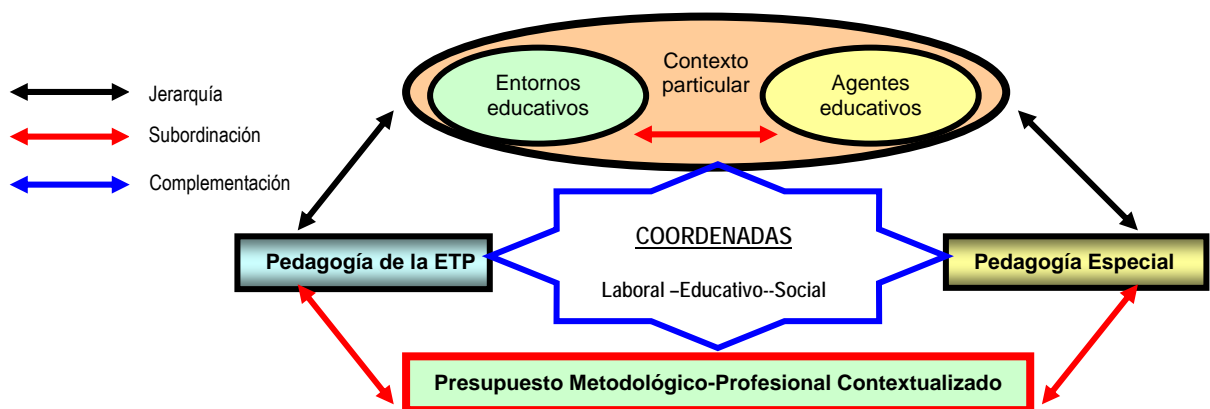 Jerarquía
Subordinación
Complementación
Entornos
educativos
Contexto
particular
Agentes
educativos
Pedagogía de la ETP
COORDENADAS
Laboral –Educativo--Social
Pedagogía Especial
Presupuesto Metodológico-Profesional Contextualizado